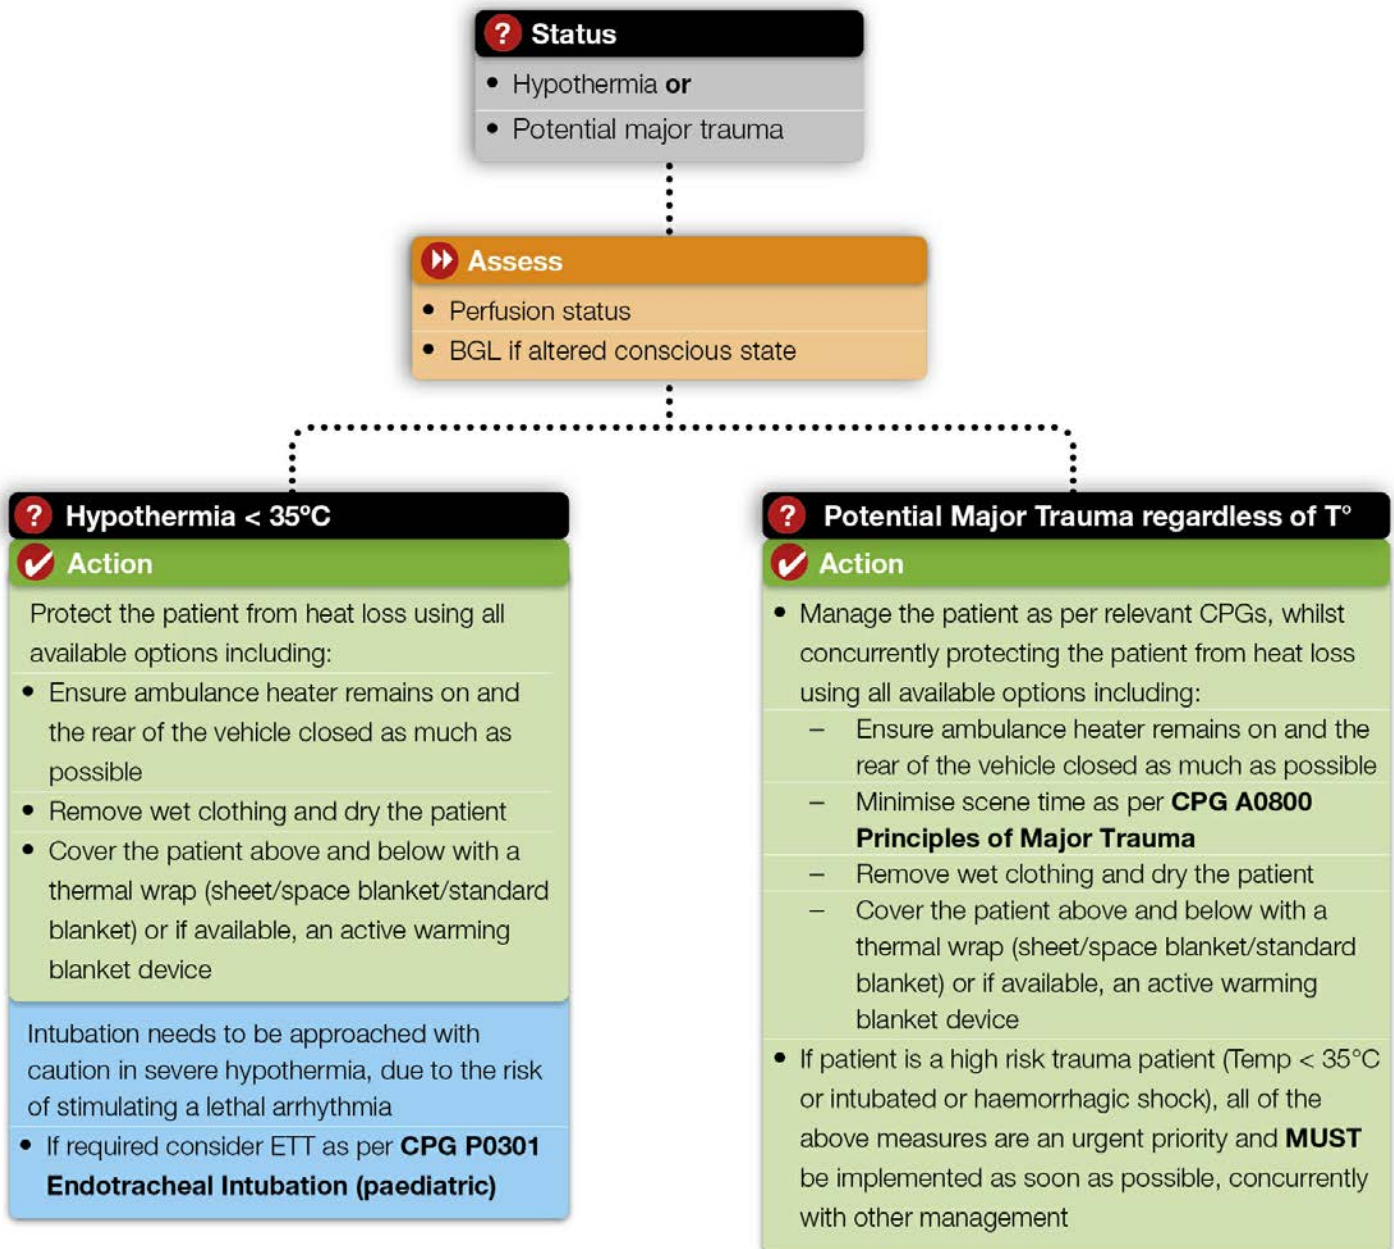 ? Status
• Hypothermia or
• Potential major trauma
Assess
• Perfusion status
• BGL if altered conscious state
? Hypothermia < 35ºC
Action
Protect the patient from heat loss using all
available options including:
• Ensure ambulance heater remains on and
the rear of the vehicle closed as much as
possible
• Remove wet clothing and dry the patient
• Cover the patient above and below with a
thermal wrap (sheet/space blanket/standard
blanket) or if available, an active warming
blanket device
Intubation needs to be approached with
caution in severe hypothermia, due to the risk
of stimulating a lethal arrhythmia
• If required consider ETT as per CPG P0301
Endotracheal Intubation (paediatric)
? Potential Major Trauma regardless of Tº
Action
• Manage the patient as per relevant CPGs, whilst
concurrently protecting the patient from heat loss
using all available options including:
– Ensure ambulance heater remains on and the
rear of the vehicle closed as much as possible
– Minimise scene time as per CPG A0800
Principles of Major Trauma
– Remove wet clothing and dry the patient
– Cover the patient above and below with a
thermal wrap (sheet/space blanket/standard
blanket) or if available, an active warming
blanket device
• If patient is a high risk trauma patient (Temp < 35°C
or intubated or haemorrhagic shock), all of the
above measures are an urgent priority and MUST
be implemented as soon as possible, concurrently
with other management